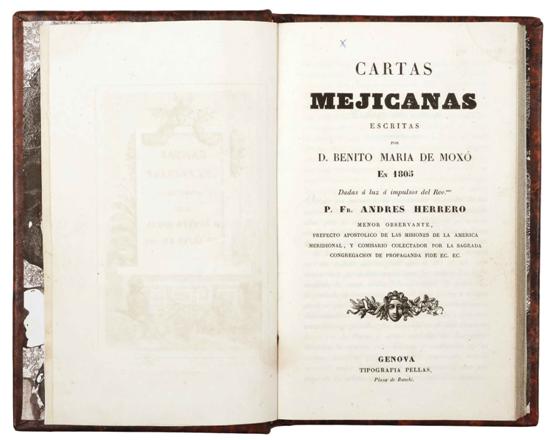 CARTAS
MEJICANAS
ESCRITAS
POR
D. BENITO MARIA DE MOXÓ
EN 1805
Dadas á luz á impulsos del Rev.mo
P. FR. ANDRES HERRERO
MENOR OBSERVANTE,
PREFECTO APOSTOLICO DE LAS MISIONES DE LA AMERICA
MERIDIONAL, Y COMISARIO COLECTADOR POR LA SAGRADA
CONGREGACION DE PROPAGANDA FIDE EC. EC.
GENOVA
TIPOGRAFIA PELLAS,
Piazza de Banchi.